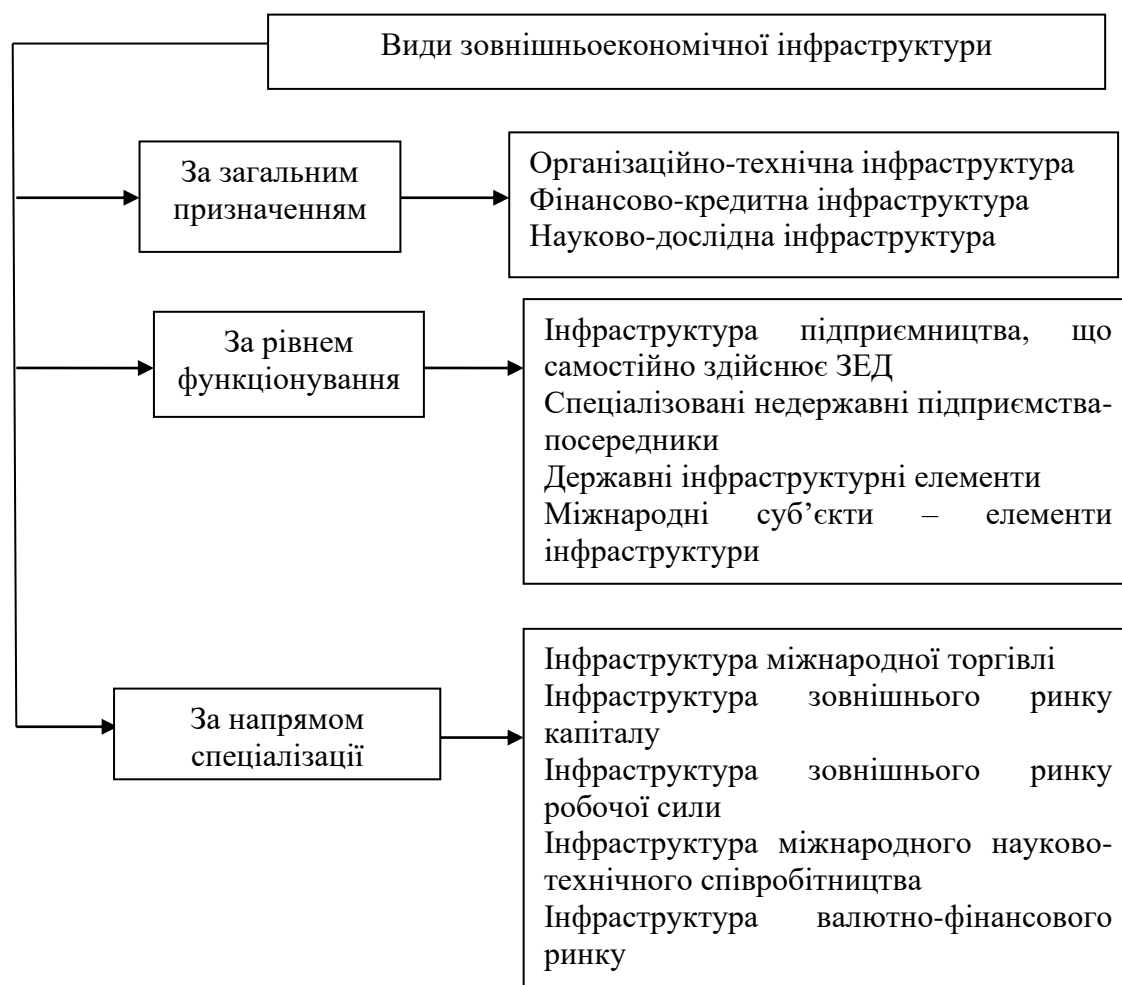 Види зовнішньоекономічної інфраструктури
За загальним
призначенням
Організаційно-технічна інфраструктура
Фінансово-кредитна інфраструктура
Науково-дослідна інфраструктура
За рівнем
функціонування
Інфраструктура підприємництва, що
самостійно здійснює ЗЕД
Спеціалізовані недержавні підприємства-
посередники
Державні інфраструктурні елементи
Міжнародні суб’єкти – елементи
інфраструктури
За напрямом
спеціалізації
Інфраструктура міжнародної торгівлі
Інфраструктура зовнішнього ринку
капіталу
Інфраструктура зовнішнього ринку
робочої сили
Інфраструктура міжнародного науково-
технічного співробітництва
Інфраструктура валютно-фінансового
ринку